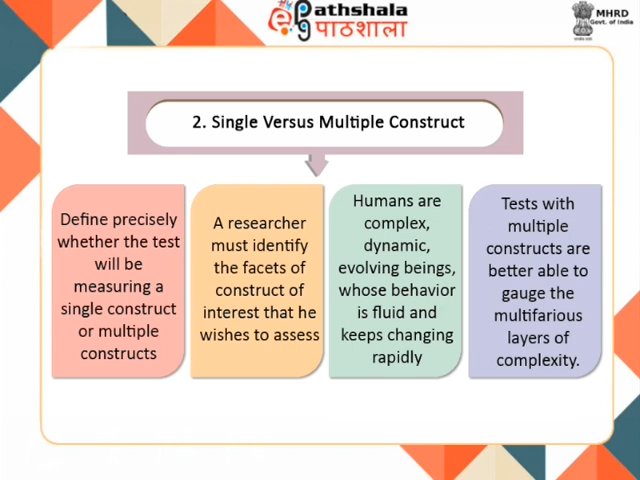 Pathshala
पाठशाला
MHRD
Govt. of India
2. Single Versus Multiple Construct
Define precisely
whether the test
will be
measuring a
single construct
or multiple
constructs
A researcher
must identify
the facets of
construct of
interest that he
wishes to assess
Humans are
complex,
dynamic,
evolving beings,
whose behavior
is fluid and
keeps changing
rapidly
Tests with
multiple
constructs are
better able to
gauge the
multifarious
layers of
complexity.